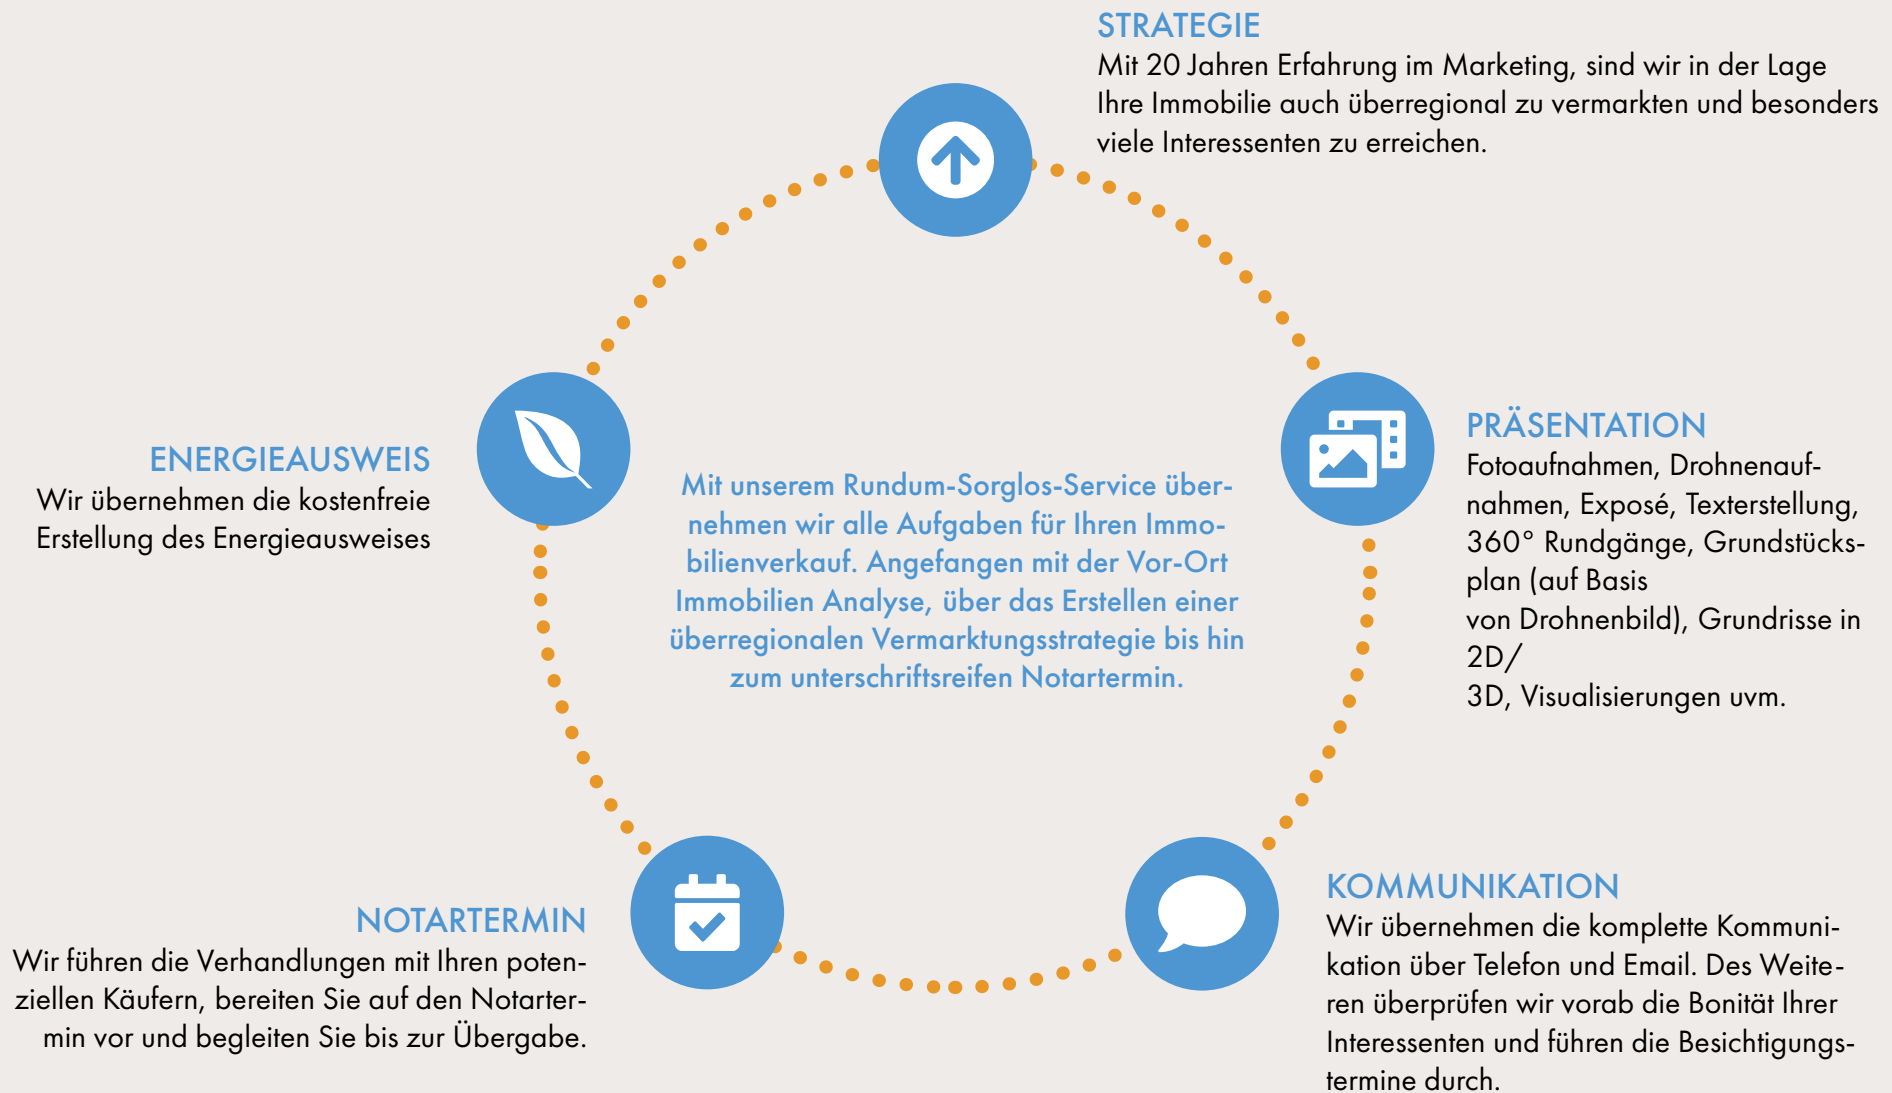 STRATEGIE
Mit 20 Jahren Erfahrung im Marketing, sind wir in der Lage
Ihre Immobilie auch überregional zu vermarkten und besonders
viele Interessenten zu erreichen.
PRÄSENTATION
Fotoaufnahmen, Drohnenauf-
nahmen, Exposé, Texterstellung,
360° Rundgänge, Grundstücks-
plan (auf Basis
von Drohnenbild), Grundrisse in
2D/
3D, Visualisierungen uvm.
ENERGIEAUSWEIS
Wir übernehmen die kostenfreie
Erstellung des Energieausweises
Mit unserem Rundum-Sorglos-Service über-
nehmen wir alle Aufgaben für Ihren Immo-
bilienverkauf. Angefangen mit der Vor-Ort
Immobilien Analyse, über das Erstellen einer
überregionalen Vermarktungsstrategie bis hin
zum unterschriftsreifen Notartermin.
KOMMUNIKATION
Wir übernehmen die komplette Kommuni-
kation über Telefon und Email. Des Weite-
ren überprüfen wir vorab die Bonität Ihrer
Interessenten und führen die Besichtigungs-
termine durch.
NOTARTERMIN
Wir führen die Verhandlungen mit Ihren poten-
ziellen Käufern, bereiten Sie auf den Notarter-
min vor und begleiten Sie bis zur Übergabe.